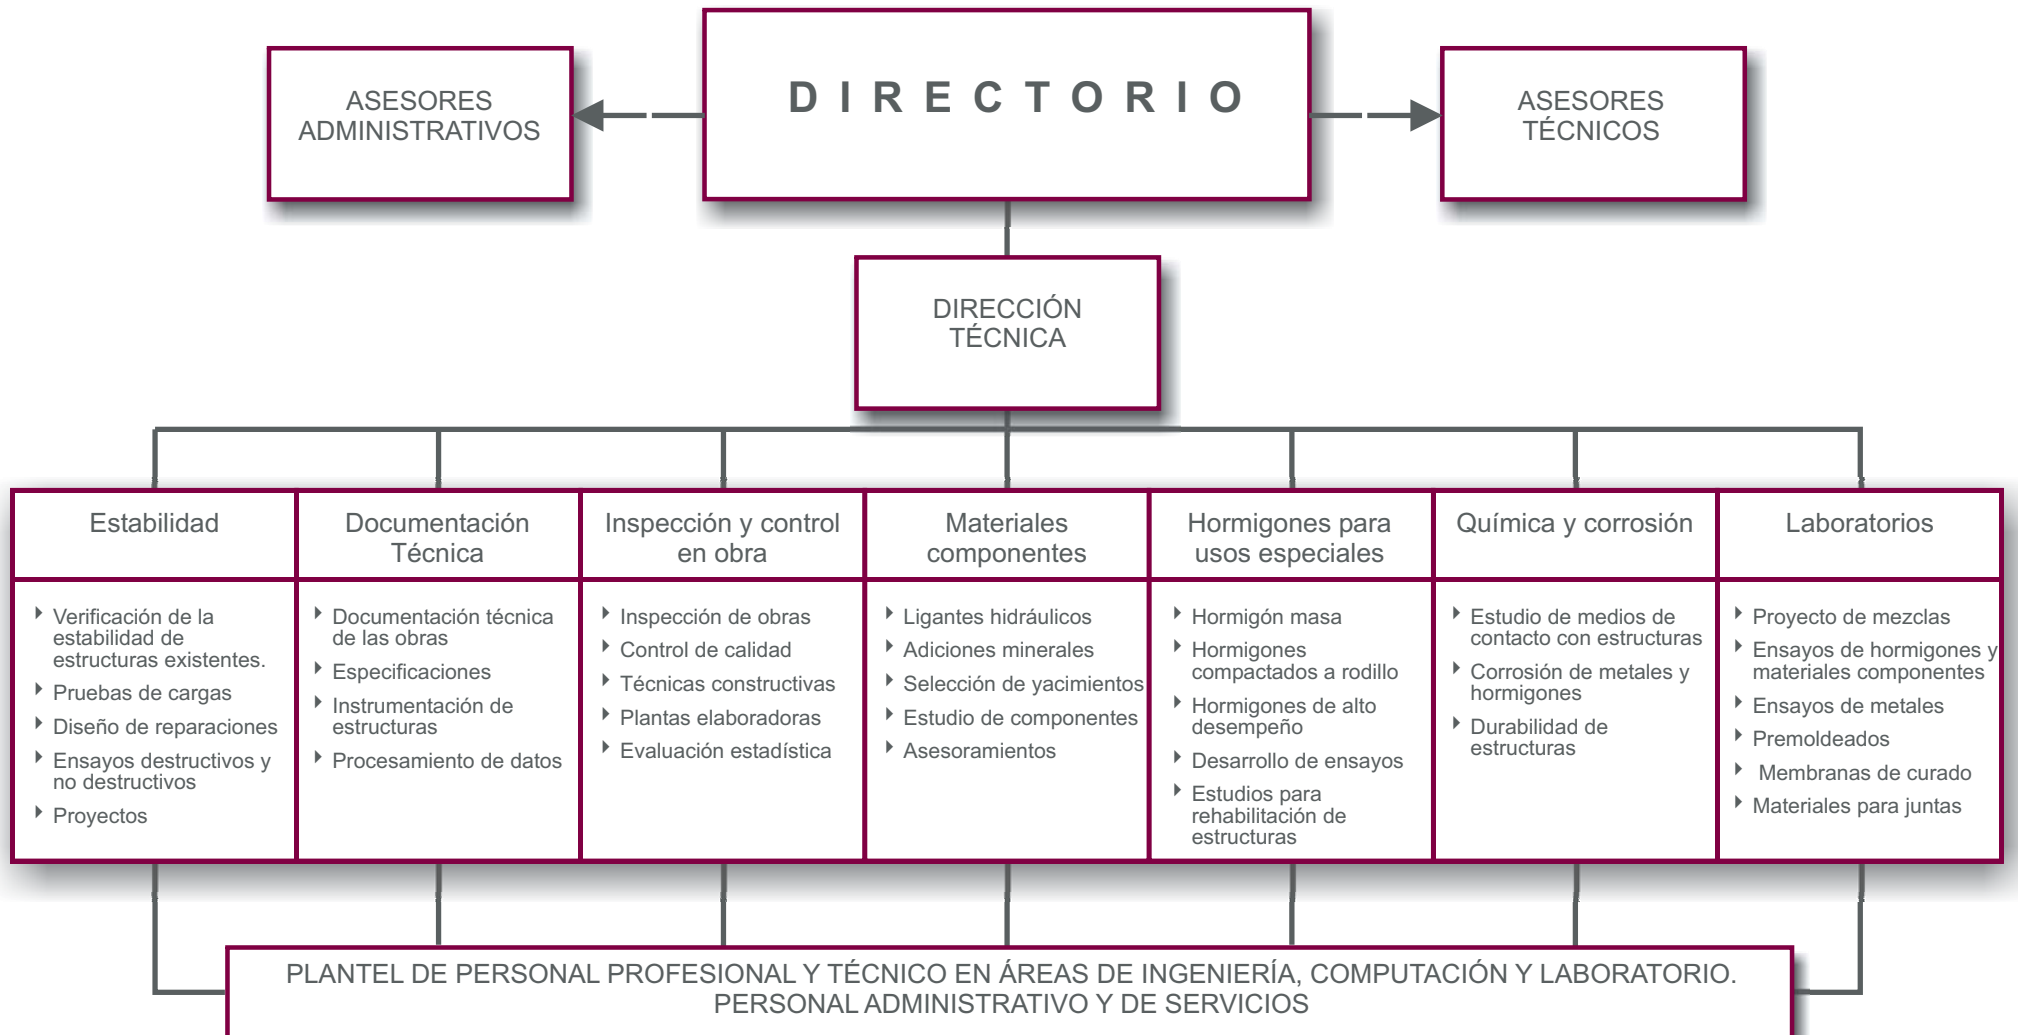 ASESORES
ADMINISTRATIVOS
DIRECTORIO
ASESORES
TÉCNICOS
DIRECCIÓN
TÉCNICA
Estabilidad
Verificación de la
estabilidad de
estructuras existentes.
Pruebas de cargas
Diseño de reparaciones
Ensayos destructivos y
no destructivos
Proyectos
Documentación
Técnica
Documentación técnica
de las obras
Especificaciones
Instrumentación de
estructuras
Procesamiento de datos
Inspección y control
en obra
Inspección de obras
Control de calidad
Técnicas constructivas
Plantas elaboradoras
Evaluación estadística
Materiales
componentes
Ligantes hidráulicos
Adiciones minerales
Selección de yacimientos
Estudio de componentes
Asesoramientos
Hormigones para
usos especiales
Hormigón masa
Hormigones
compactados a rodillo
Hormigones de alto
desempeño
Desarrollo de ensayos
Estudios para
rehabilitación de
estructuras
Química y corrosión
Estudio de medios de
contacto con estructuras
Corrosión de metales y
hormigones
Durabilidad de
estructuras
Laboratorios
Proyecto de mezclas
Ensayos de hormigones y
materiales componentes
Ensayos de metales
Premoldeados
Membranas de curado
Materiales para juntas
PLANTEL DE PERSONAL PROFESIONAL Y TÉCNICO EN ÁREAS DE INGENIERÍA, COMPUTACIÓN Y LABORATORIO.
PERSONAL ADMINISTRATIVO Y DE SERVICIOS